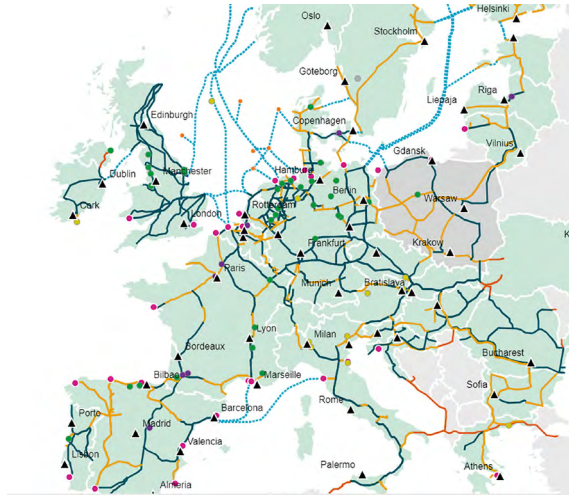 Helsinki
Oslo
Stockholm
Göteborg
Riga
Liepaja
Edinburgh
Copenhagen
Vilnius
Gdansk
Dublin
Manchester
Hamburg
Berlin
Cork
London
Rotterdam
Warsaw
Frankfurt
Krakow
K
Paris
Munich
Bratislava
Lyon
Milan
Bordeaux
Bucharest
Bilbao
Marseille
Sofia
Rome
Porto
Barcelona
Madrid
Valencia
Lisbon
Palermo
Athens
Almeria